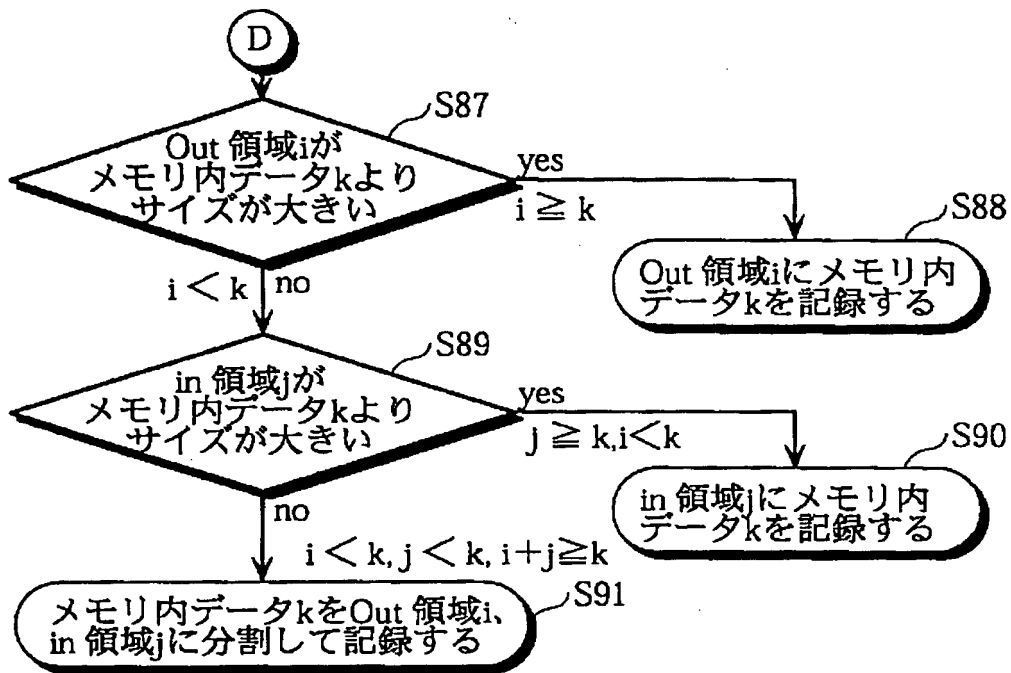 D
S87
Out 領域iが
メモリ内データkより
サイズが大きい
yes
i ≧ k
S88
Out 領域iにメモリ内
データkを記録する
i < k
no
S89
in 領域jが
メモリ内データkより
サイズが大きい
yes
j ≧ k,i<k
S90
in 領域jにメモリ内
データkを記録する
no
i < k, j < k, i+j≧k
S91
メモリ内データkをOut 領域i、
in 領域jに分割して記録する